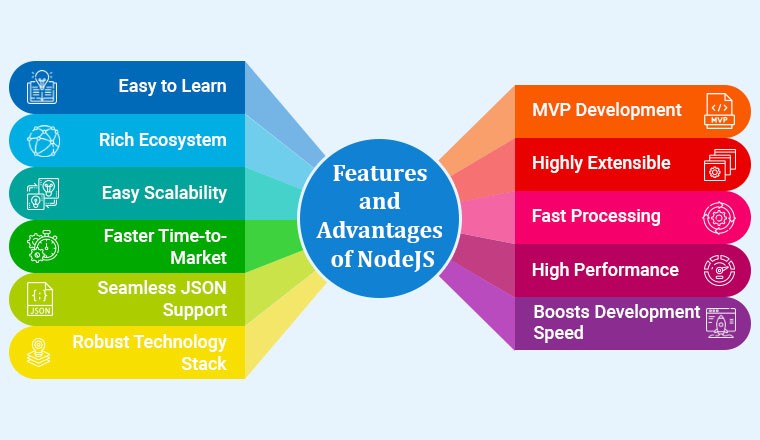 Easy to Learn
Rich Ecosystem
Easy Scalability
Faster Time-to-
Market
{;}
JSON
Seamless JSON
Support
Robust Technology
Stack
Features
and
Advantages
of NodeJS
MVP Development
</>
MVP
Highly Extensible
Fast Processing
High Performance
Boosts Development
Speed